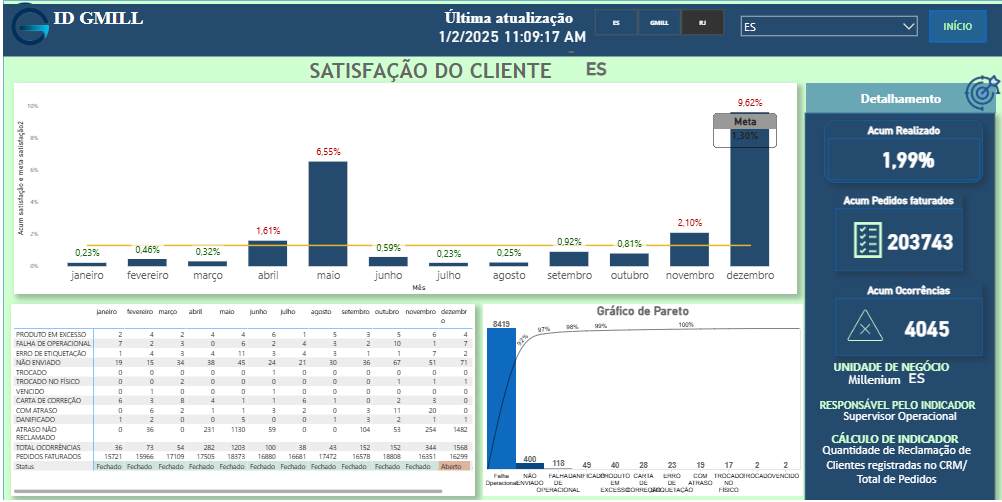 ID GMILL
Última atualização
1/2/2025 11:09:17 AM
ES GMILL RJ
ES
INÍCIO
SATISFAÇÃO DO CLIENTE ES
Acum satisfação e meta satisfação2
10%
8%
6%
4%
2%
0%
0,23% 0,46% 0,32% 1,61% 6,55% 0,59% 0,23% 0,25% 0,92% 0,81% 2,10% 9,62%
Meta
1,30%
janeiro fevereiro março abril maio junho julho agosto setembro outubro novembro dezembro
Mês
Detalhamento
Acum Realizado
1,99%
Acum Pedidos faturados
203743
Acum Ocorrências
4045
UNIDADE DE NEGÓCIO
Millenium ES
RESPONSÁVEL PELO INDICADOR
Supervisor Operacional
CÁLCULO DE INDICADOR
Quantidade de Reclamação de
Clientes registradas no CRM/
Total de Pedidos
janeiro fevereiro março abril maio junho julho agosto setembro outubro novembro dezembr
o
PRODUTO EM EXCESSO 2 4 2 4 4 6 1 5 3 5 6 4
FALHA DE OPERACIONAL 7 2 3 0 6 2 4 3 2 10 1 7
ERRO DE ETIQUETAÇÃO 1 4 3 4 11 3 4 3 1 1 7 2
NÃO ENVIADO 19 15 34 38 45 24 21 30 36 67 51 71
TROCADO 0 0 0 0 0 1 0 0 0 0 0 0
TROCADO NO FÍSICO 0 0 2 0 0 0 0 0 0 1 1 1
VENCIDO 0 1 0 0 0 1 0 0 0 0 0 0
CARTA DE CORREÇÃO 6 3 8 4 1 1 6 1 0 2 3 0
COM ATRASO 0 6 2 1 1 3 2 0 3 11 20 0
DANIFICADO 1 2 0 0 5 0 0 1 3 2 1 1
ATRASO NÃO 0 36 0 231 1130 59 0 0 104 53 254 1482
RECLAMADO
TOTAL OCORRÊNCIAS 36 73 54 282 1203 100 38 43 152 152 344 1568
PEDIDOS FATURADOS 15721 15966 17109 17505 18373 16880 16681 17472 16578 18808 16351 16299
Status Fechado Fechado Fechado Fechado Fechado Fechado Fechado Fechado Fechado Fechado Fechado Aberto
Gráfico de Pareto
8419 400 118 49 40 28 23 19 17 2 2
92% 97% 98% 99% 100%
Falha NÃO FALHA DANIFICADO PRODUTO CARTA ERRO COM TROCADO TROCADO VENCIDO
Operacional ENVIADO DE EM DE DE ATRASO NO
OPERACIONAL EXCESSO CORREÇÃO ETIQUETAÇÃO FÍSICO